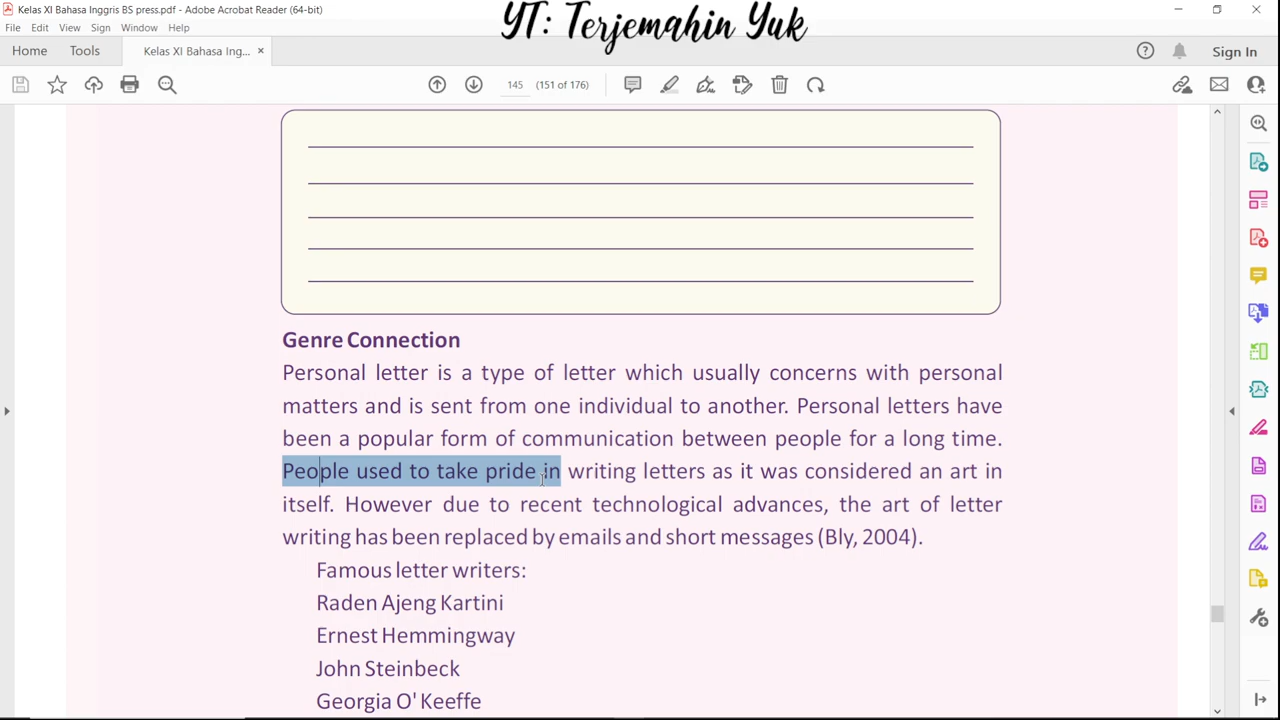 Kelas XI Bahasa Inggris BS press.pdf - Adobe Acrobat Reader (64-bit)
YT: Terjemahin Yuk
File Edit View Sign Window Help
Home Tools Kelas XI Bahasa Ing... × Sign In
145 (151 of 176)
Genre Connection
Personal letter is a type of letter which usually concerns with personal
matters and is sent from one individual to another. Personal letters have
been a popular form of communication between people for a long time.
People used to take pride in writing letters as it was considered an art in
itself. However due to recent technological advances, the art of letter
writing has been replaced by emails and short messages (Bly, 2004).
Famous letter writers:
Raden Ajeng Kartini
Ernest Hemmingway
John Steinbeck
Georgia O' Keeffe